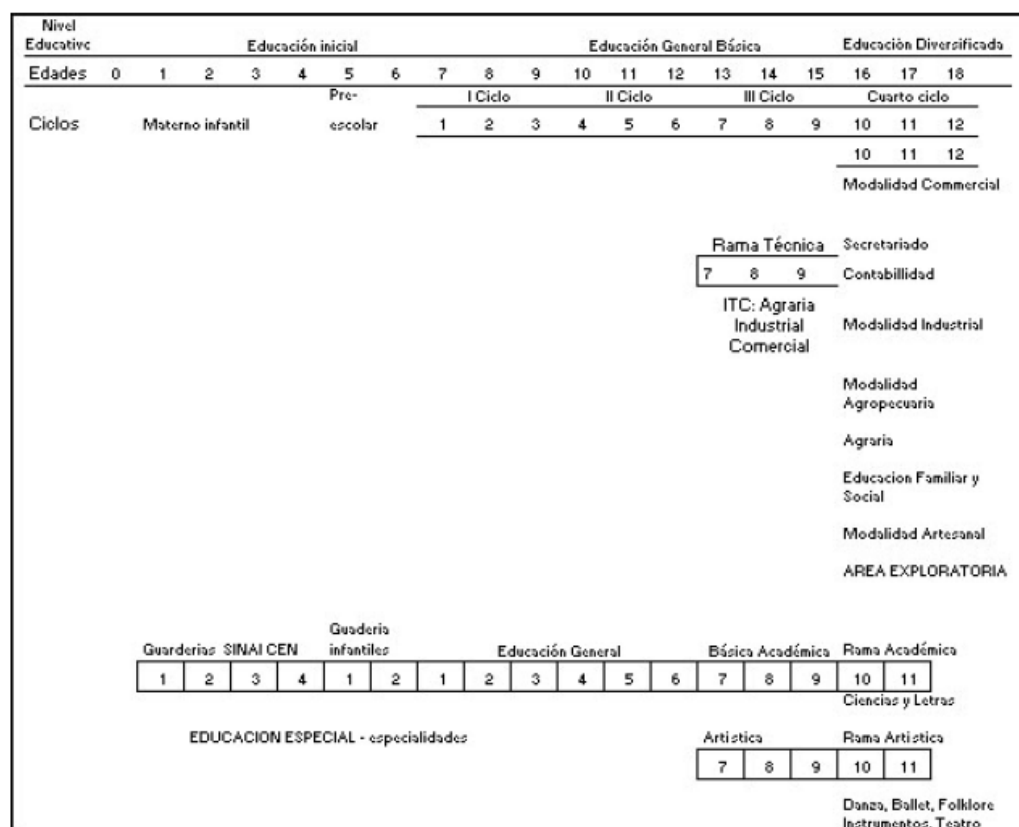 Nivel
Educativo Educación inicial Educación General Básica Educación Diversificada
Edades 0 1 2 3 4 5 6 7 8 9 10 11 12 13 14 15 16 17 18
Pre- I Ciclo II Ciclo III Ciclo Cuarto ciclo
Ciclos Materno infantil escolar 1 2 3 4 5 6 7 8 9 10 11 12
10 11 12
Modalidad Commercial
Rama Técnica Secretariado
7 8 9 Contabillidad
ITC: Agraria
Industrial Modalidad Industrial
Comercial
Modalidad
Agropecuaria
Agraria
Educacion Familiar y
Social
Modalidad Artesanal
AREA EXPLORATORIA
Guaderia
Guarderias SINAI CEN infantiles Educación General Básica Académica Rama Académica
1 2 3 4 1 2 1 2 3 4 5 6 7 8 9 10 11
Ciencias y Letras
EDUCACION ESPECIAL - especialidades Artistica Rama Artistica
7 8 9 10 11
Danza, Ballet, Folklore
Instrumentos, Teatro